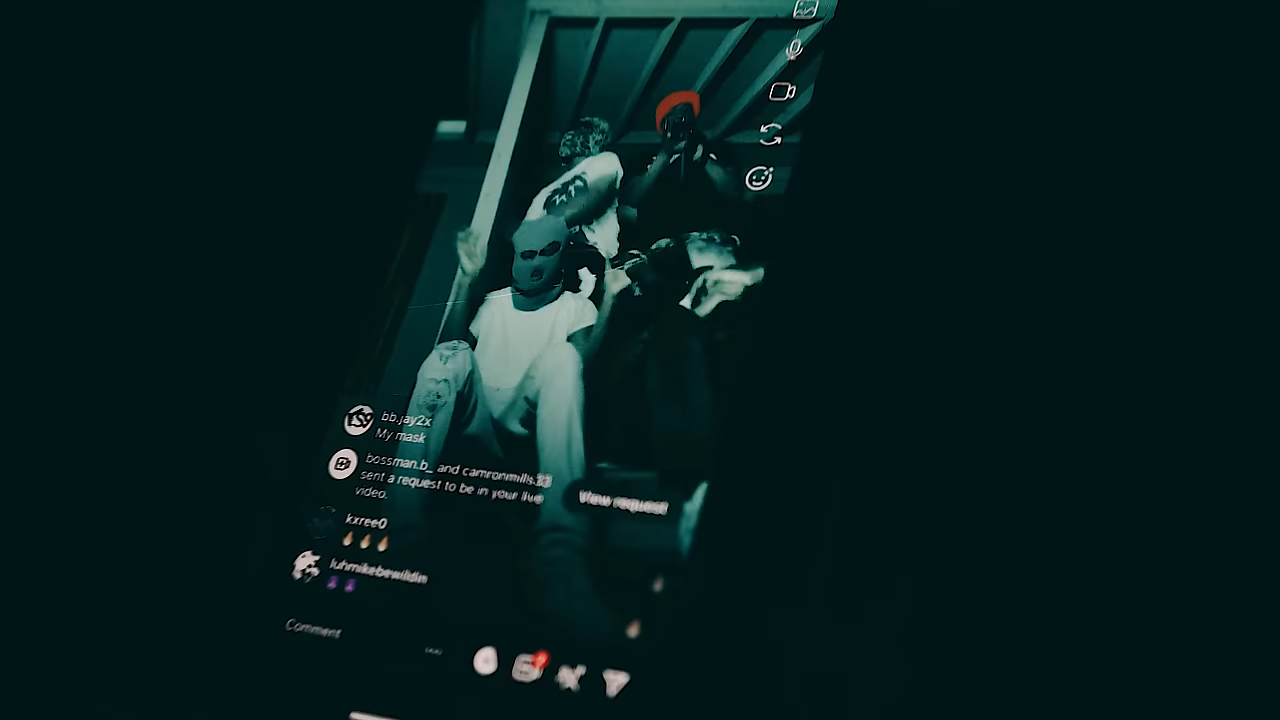 bb.jay2x
My mask
bossman.b_ and camronmills.33
sent a request to be in your live
video.
View request
kxree0
luhmikebewildin
Comment